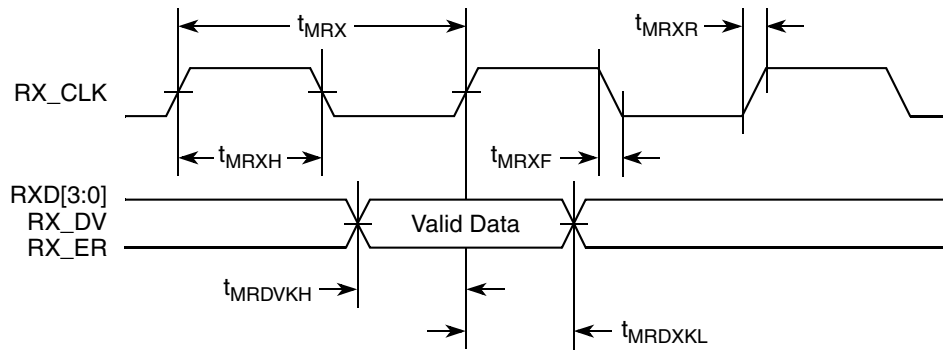 tMRX
tMRXR
RX_CLK
tMRXH
tMRXF
RXD[3:0]
RX_DV
Valid Data
RX_ER
tMRDVKH
tMRDXKL